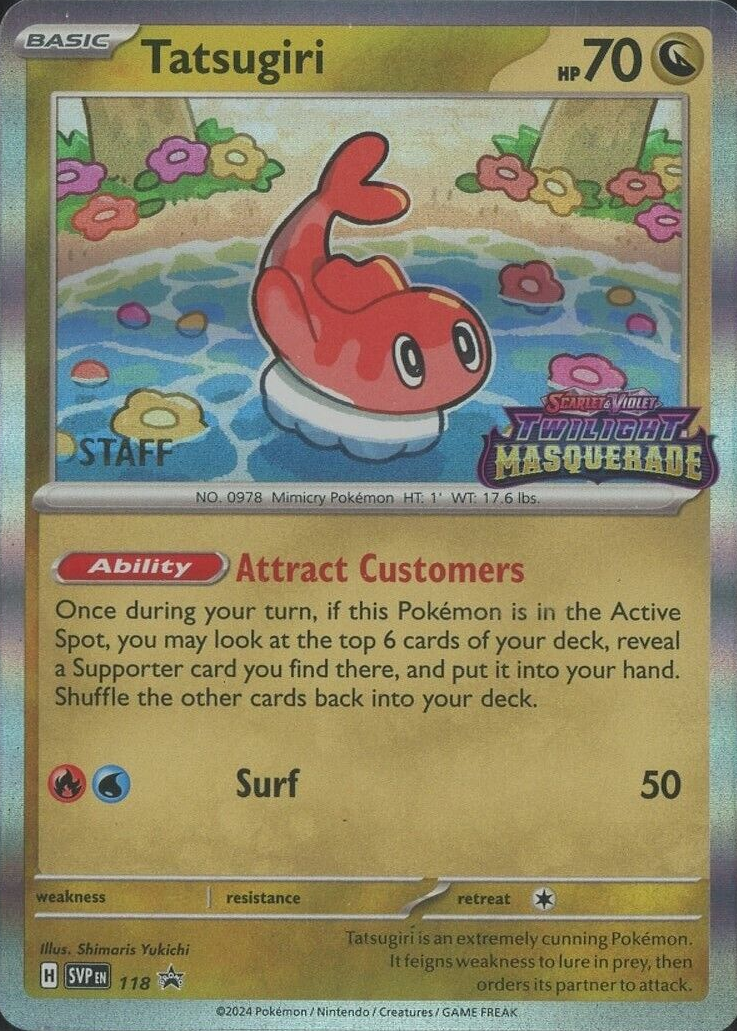 BASIC
Tatsugiri
HP 70
STAFF
SCARLET & VIOLET
TWILIGHT
MASQUERADE
NO. 0978 Mimicry Pokémon HT: 1' WT: 17.6 lbs.
Ability Attract Customers
Once during your turn, if this Pokémon is in the Active
Spot, you may look at the top 6 cards of your deck, reveal
a Supporter card you find there, and put it into your hand.
Shuffle the other cards back into your deck.
Surf 50
weakness resistance retreat
Illus. Shimaris Yukichi
H SVP EN 118 PROMO
Tatsugiri is an extremely cunning Pokémon.
It feigns weakness to lure in prey, then
orders its partner to attack.
©2024 Pokémon / Nintendo / Creatures / GAME FREAK